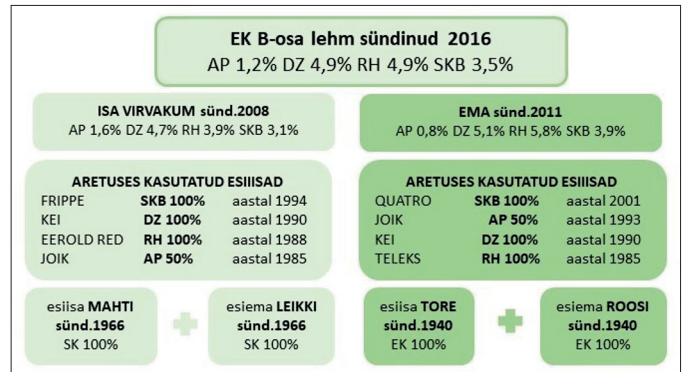 EK B-osa lehm sündinud 2016
AP 1,2% DZ 4,9% RH 4,9% SKB 3,5%
ISA VIRVAKUM sünd.2008
AP 1,6% DZ 4,7% RH 3,9% SKB 3,1%
EMA sünd.2011
AP 0,8% DZ 5,1% RH 5,8% SKB 3,9%
ARETUSES KASUTATUD ESIISAD
FRIPPE SKB 100% aastal 1994
KEI DZ 100% aastal 1990
EEROLD RED RH 100% aastal 1988
JOIK AP 50% aastal 1985
ARETUSES KASUTATUD ESIIISAD
QUATRO SKB 100% aastal 2001
JOIK AP 50% aastal 1993
KEI DZ 100% aastal 1990
TELEKS RH 100% aastal 1985
esiisa MAHTI
sünd.1966
SK 100%
esiema LEIKKI
sünd.1966
SK 100%
esiisa TORE
sünd.1940
EK 100%
esiema ROOSI
sünd.1940
EK 100%